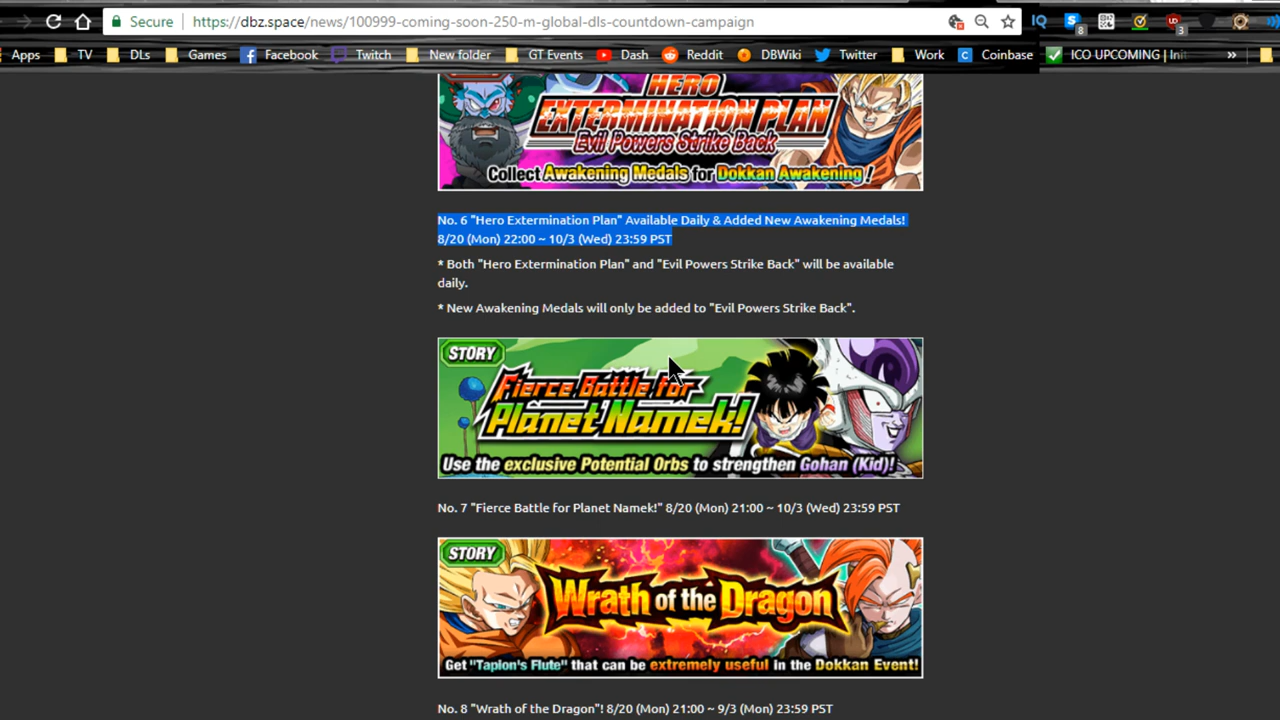 Secure https://dbz.space/news/100999-coming-soon-250-m-global-dls-countdown-campaign
IQ
8
3
Apps TV DLs Games Facebook Twitch New folder GT Events Dash Reddit DBWiki Twitter Work Coinbase ICO UPCOMING | Init »
HERO
EXTERMINATION PLAN
Evil Powers Strike Back
Collect Awakening Medals for Dokkan Awakening!
No. 6 "Hero Extermination Plan" Available Daily & Added New Awakening Medals!
8/20 (Mon) 22:00 ~ 10/3 (Wed) 23:59 PST
* Both "Hero Extermination Plan" and "Evil Powers Strike Back" will be available
daily.
* New Awakening Medals will only be added to "Evil Powers Strike Back".
STORY
Fierce Battle for
Planet Namek!
Use the exclusive Potential Orbs to strengthen Gohan (Kid)!
No. 7 "Fierce Battle for Planet Namek!" 8/20 (Mon) 21:00 ~ 10/3 (Wed) 23:59 PST
STORY
Wrath of the Dragon
Get "Tapion's Flute" that can be extremely useful in the Dokkan Event!
No. 8 "Wrath of the Dragon"! 8/20 (Mon) 21:00 ~ 9/3 (Mon) 23:59 PST